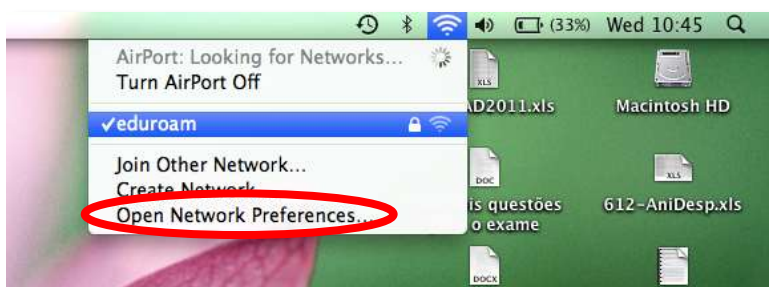 (33%) Wed 10:45
AirPort: Looking for Networks...
Turn AirPort Off
✓eduroam
Join Other Network...
Create Network...
Open Network Preferences...
XLS
AD2011.xls
Macintosh HD
DOC
is questões
o exame
XLS
612-AniDesp.xls
DOCX